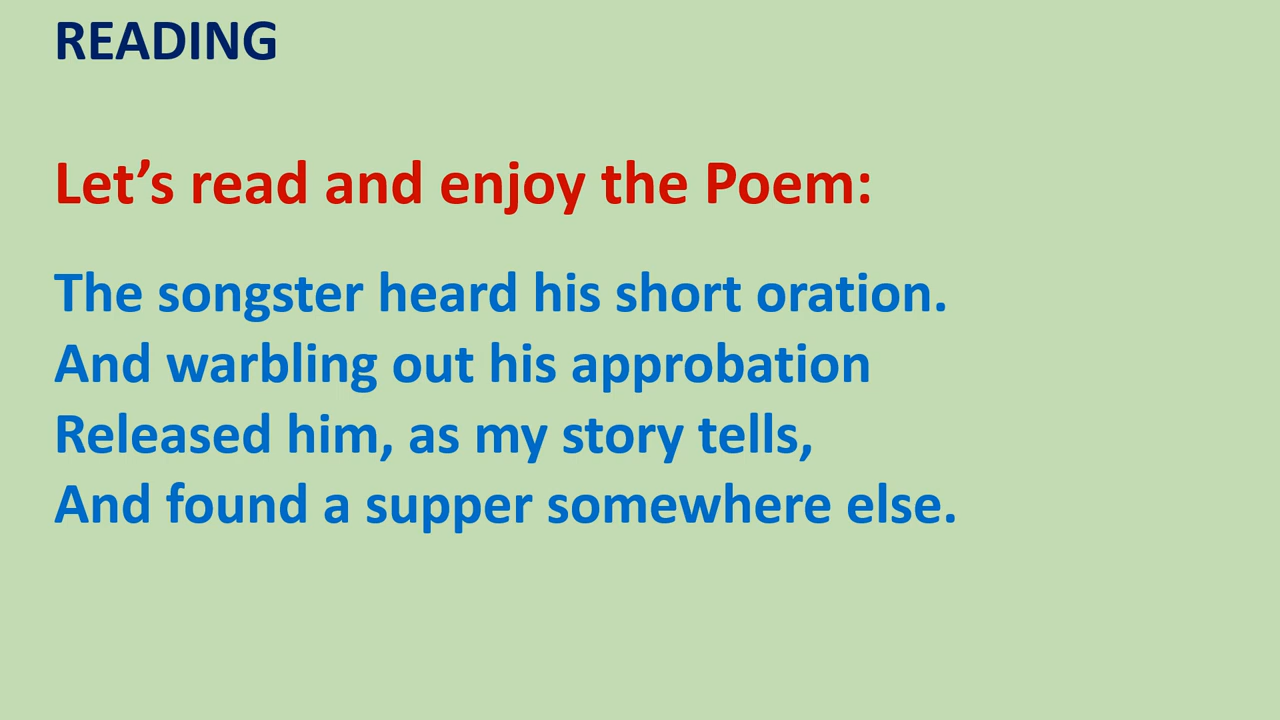 READING
Let’s read and enjoy the Poem:
The songster heard his short oration.
And warbling out his approbation
Released him, as my story tells,
And found a supper somewhere else.